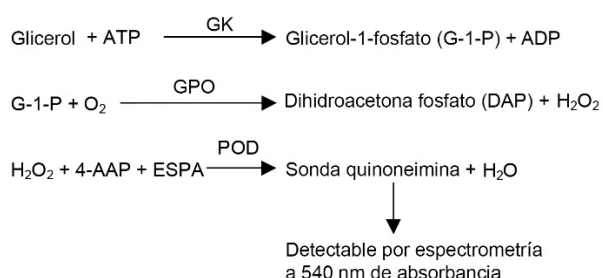 GK
Glicerol + ATP Glicerol-1-fosfato (G-1-P) + ADP
GPO
G-1-P + O₂ Dihidroacetona fosfato (DAP) + H₂O₂
POD
H₂O₂ + 4-AAP + ESPA Sonda quinoneimina + H₂O
Detectable por espectrometría
a 540 nm de absorbancia